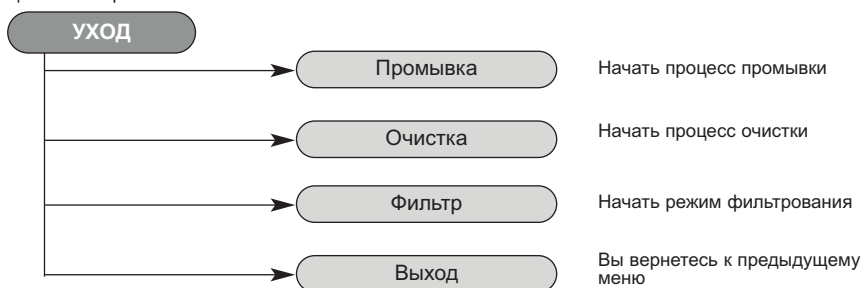 УХОД
Промывка
Начать процесс промывки
Очистка
Начать процесс очистки
Фильтр
Начать режим фильтрования
Выход
Вы вернетесь к предыдущему
меню